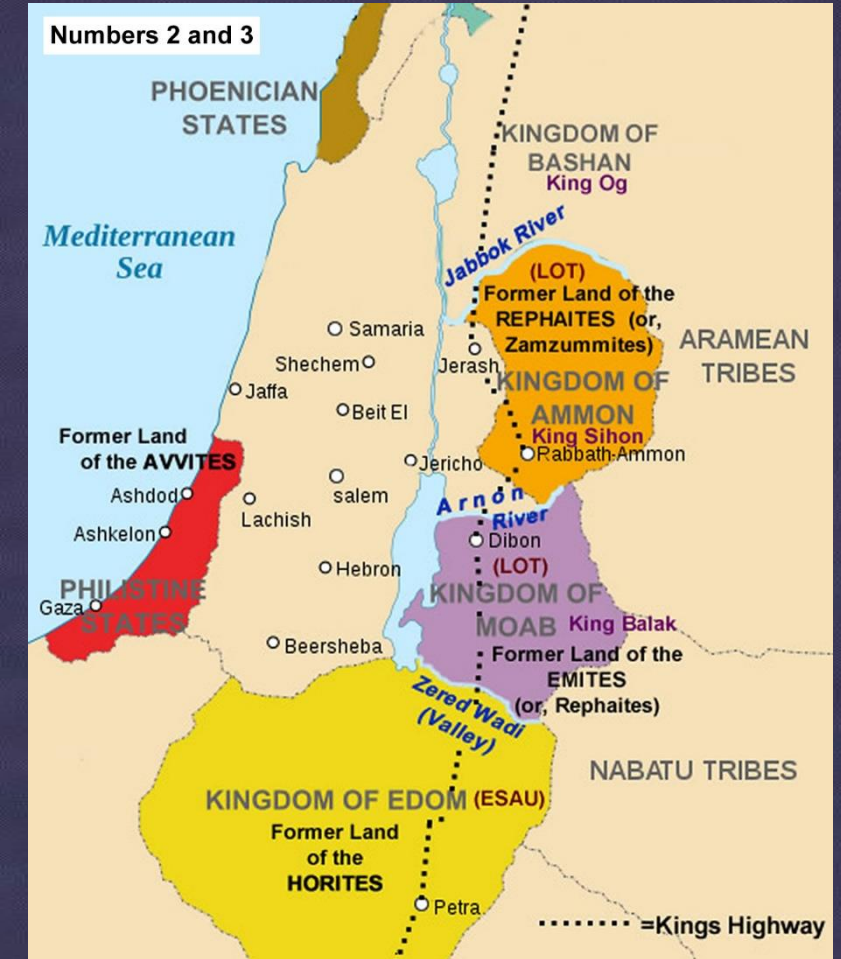 Numbers 2 and 3
PHOENICIAN
STATES
KINGDOM OF
BASHAN
King Og
Mediterranean
Sea
Jabbok River
(LOT)
Former Land of the
REPHAITES (or,
Zamzummites)
ARAMEAN
TRIBES
Samaria
Shechem
Jerash
Jaffa
KINGDOM OF
AMMON
King Sihon
Beit El
Rabbath-Ammon
Former Land
of the AVVITES
Jericho
Ashdod
salem
Lachish
Arnon
River
Ashkelon
Dibon
Hebron
(LOT)
KINGDOM OF
MOAB
King Balak
PHILISTINE
STATES
Gaza
Beersheba
Former Land of the
EMITES
(or, Rephaites)
Zered Wadi
(Valley)
NABATU TRIBES
KINGDOM OF EDOM (ESAU)
Former Land
of the
HORITES
Petra
=Kings Highway